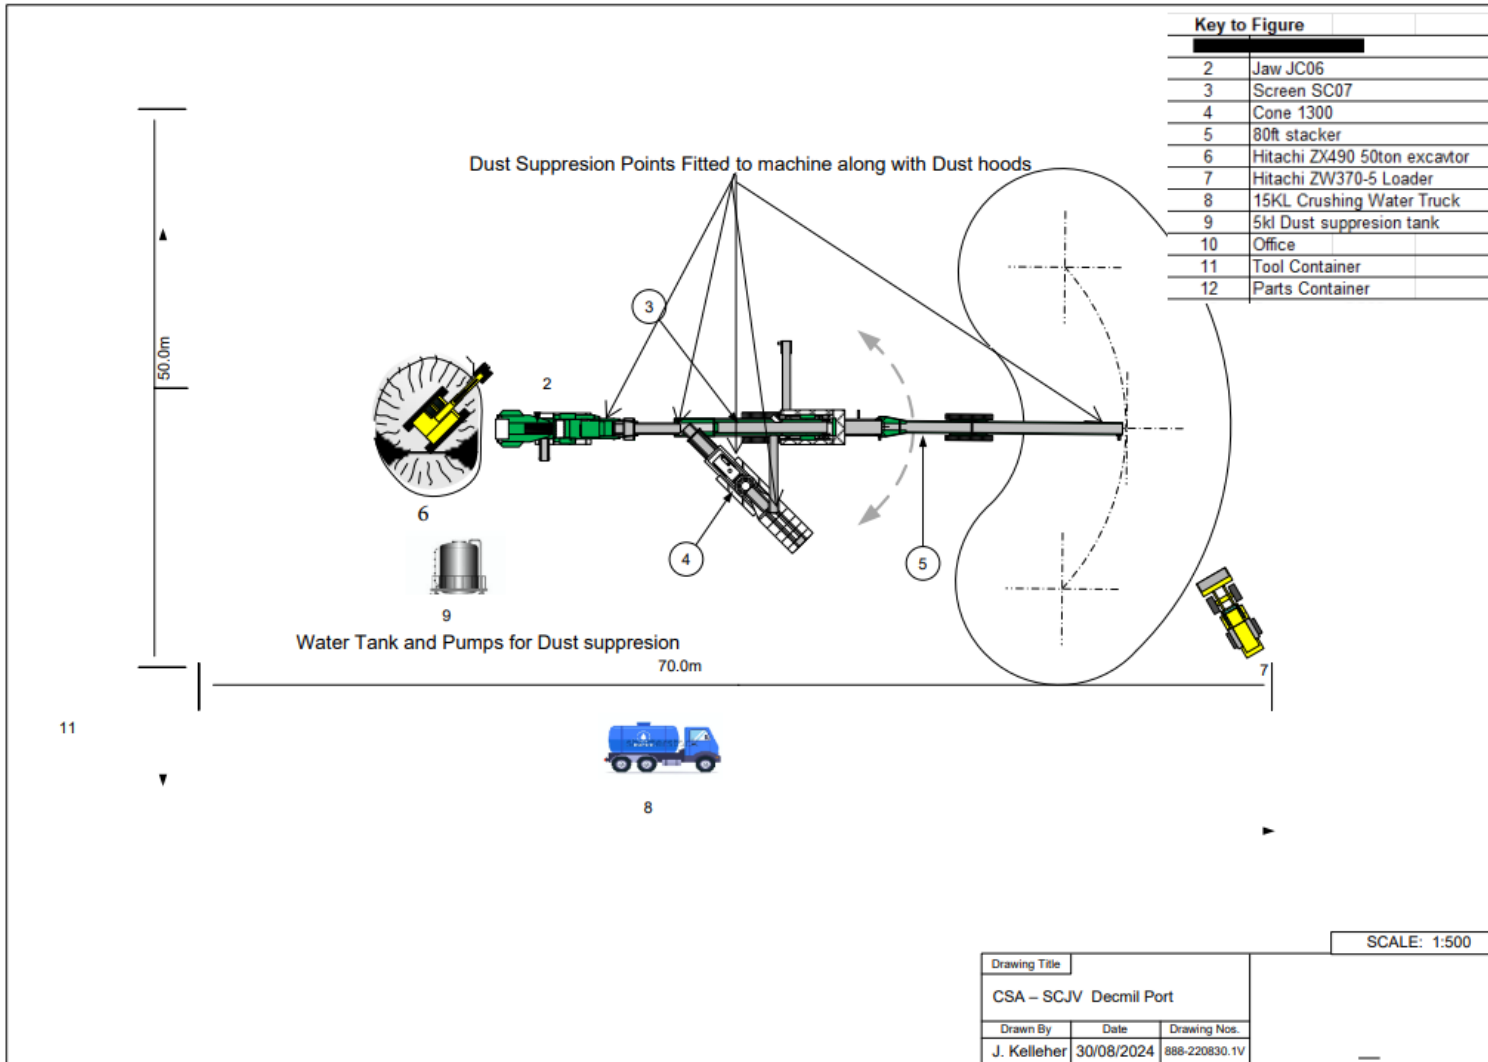 Key to Figure
2 Jaw JC06
3 Screen SC07
4 Cone 1300
5 80ft stacker
6 Hitachi ZX490 50ton excavtor
7 Hitachi ZW370-5 Loader
8 15KL Crushing Water Truck
9 5kl Dust suppresion tank
10 Office
11 Tool Container
12 Parts Container
Dust Suppresion Points Fitted to machine along with Dust hoods
3
50.0m
2
6
4
5
9
Water Tank and Pumps for Dust suppresion
70.0m
7
11
8
SCALE: 1:500
Drawing Title
CSA – SCJV Decmil Port
Drawn By Date Drawing Nos.
J. Kelleher 30/08/2024 888-220830.1V